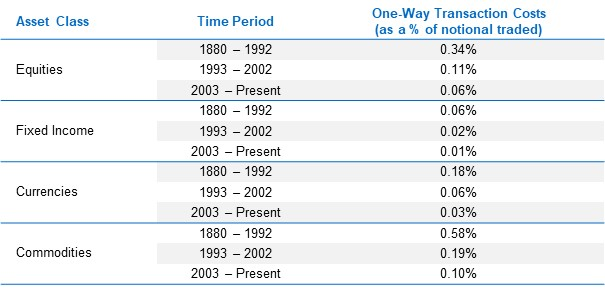 Asset Class Time Period One-Way Transaction Costs
(as a % of notional traded)
1880 – 1992 0.34%
Equities 1993 – 2002 0.11%
2003 – Present 0.06%
1880 – 1992 0.06%
Fixed Income 1993 – 2002 0.02%
2003 – Present 0.01%
1880 – 1992 0.18%
Currencies 1993 – 2002 0.06%
2003 – Present 0.03%
1880 – 1992 0.58%
Commodities 1993 – 2002 0.19%
2003 – Present 0.10%